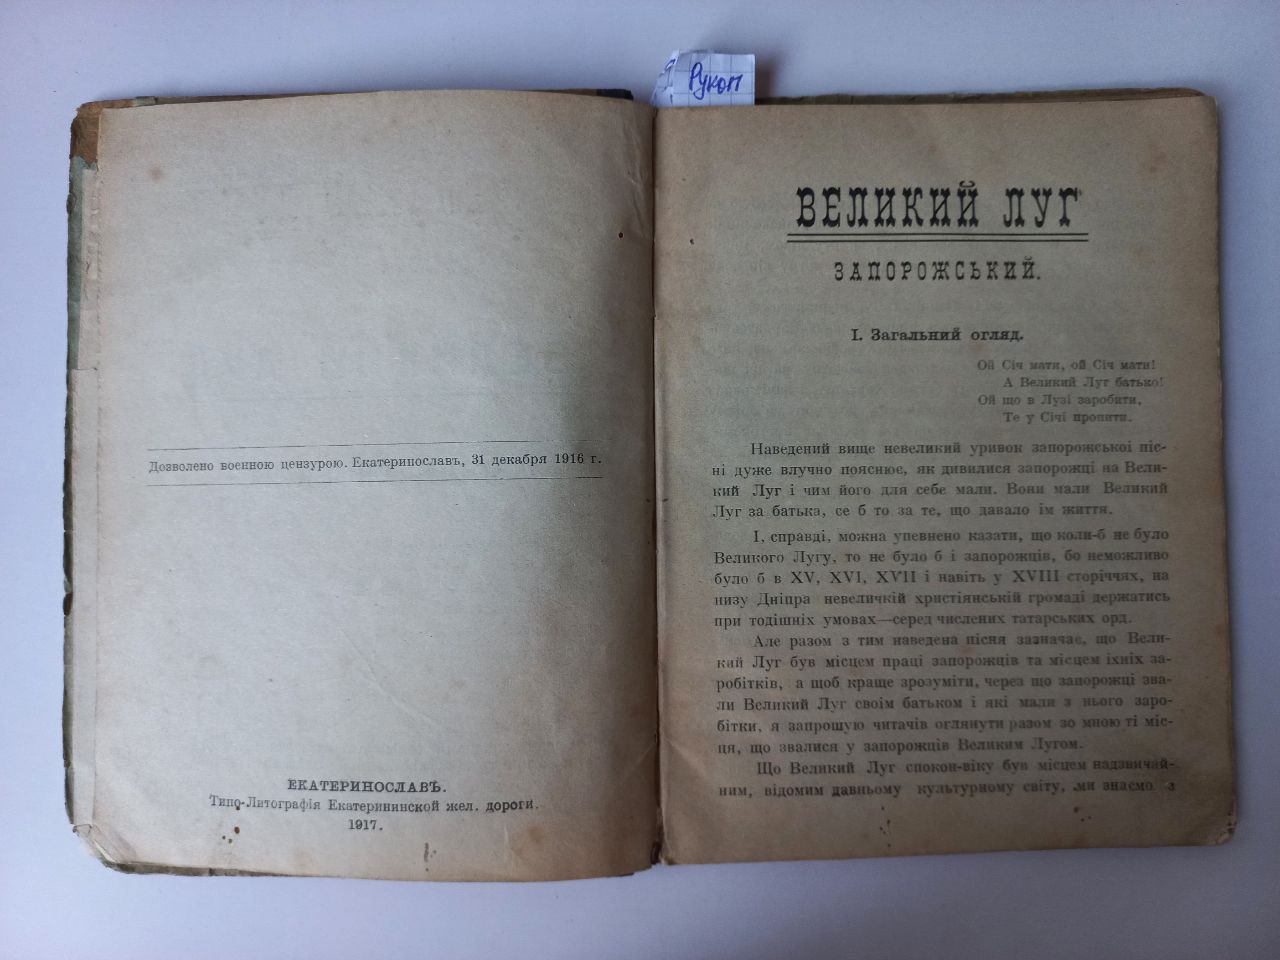 Рукоп
Дозволено военною цензурою. Екатеринославъ, 31 декабря 1916 г.
ЕКАТЕРИНОСЛАВЪ.
Типо-Литографія Екатерининской жел. дороги.
1917.
ВЕЛИКИЙ ЛУГ
ЗАПОРОЖСЬКИЙ.
I. Загальний огляд.
Ой Січ мати, ой Січ мати!
А Великий Луг батько!
Ой що в Лузі заробити,
Те у Січі пропити.
Наведений вище невеликий уривок запорожськоі піс-
ні дуже влучно пояснює, як дивилися запорожці на Вели-
кий Луг і чим його для себе мали. Вони мали Великий
Луг за батька, се б то за те, що давало ім життя.
І, справді, можна упевнено казати, що коли-б не було
Великого Лугу, то не було б і запорожців, бо неможливо
було б в XV, XVI, XVII і навіть у XVIII сторіччях, на
низу Дніпра невеличкій християнській громаді держатись
при тодішніх умовах—серед числених татарських орд.
Але разом з тим наведена пісня зазначає, що Вели-
кий Луг був місцем праці запорожців та місцем іхніх за-
робітків, а щоб краще зрозуміти, через що запорожці зва-
ли Великий Луг своім батьком і які мали з нього заро-
бітки, я запрошую читачів оглянути разом зо мною ті міс-
ця, що звалися у запорожців Великим Лугом.
Що Великий Луг спокон-віку був місцем надзвичай-
ним, відомим давньому культурному світу, ми знаємо з